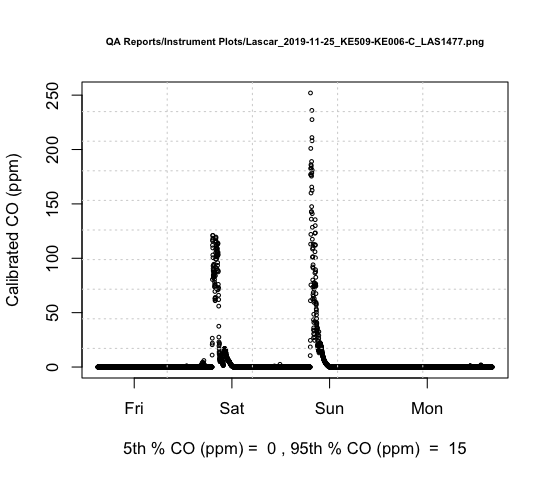 QA Reports/Instrument Plots/Lascar_2019-11-25_KE509-KE006-C_LAS1477.png
250
200
150
100
50
0
Calibrated CO (ppm)
Fri Sat Sun Mon
5th % CO (ppm) = 0 , 95th % CO (ppm) = 15